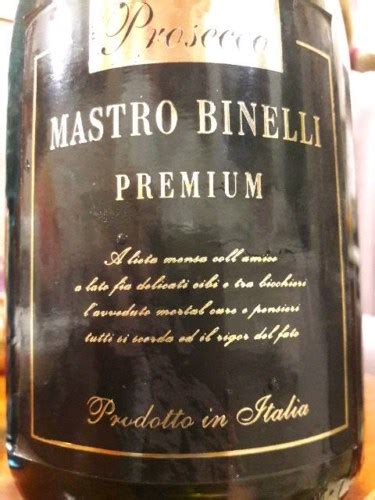 Prosecco
MASTRO BINELLI
PREMIUM
A lieta mensa coll amico
a lato fia delicati cibi e tra bicchieri
l'avveduto mortal cure e pensieri
tutti si scorda ed il rigor del fato
Prodotto in Italia